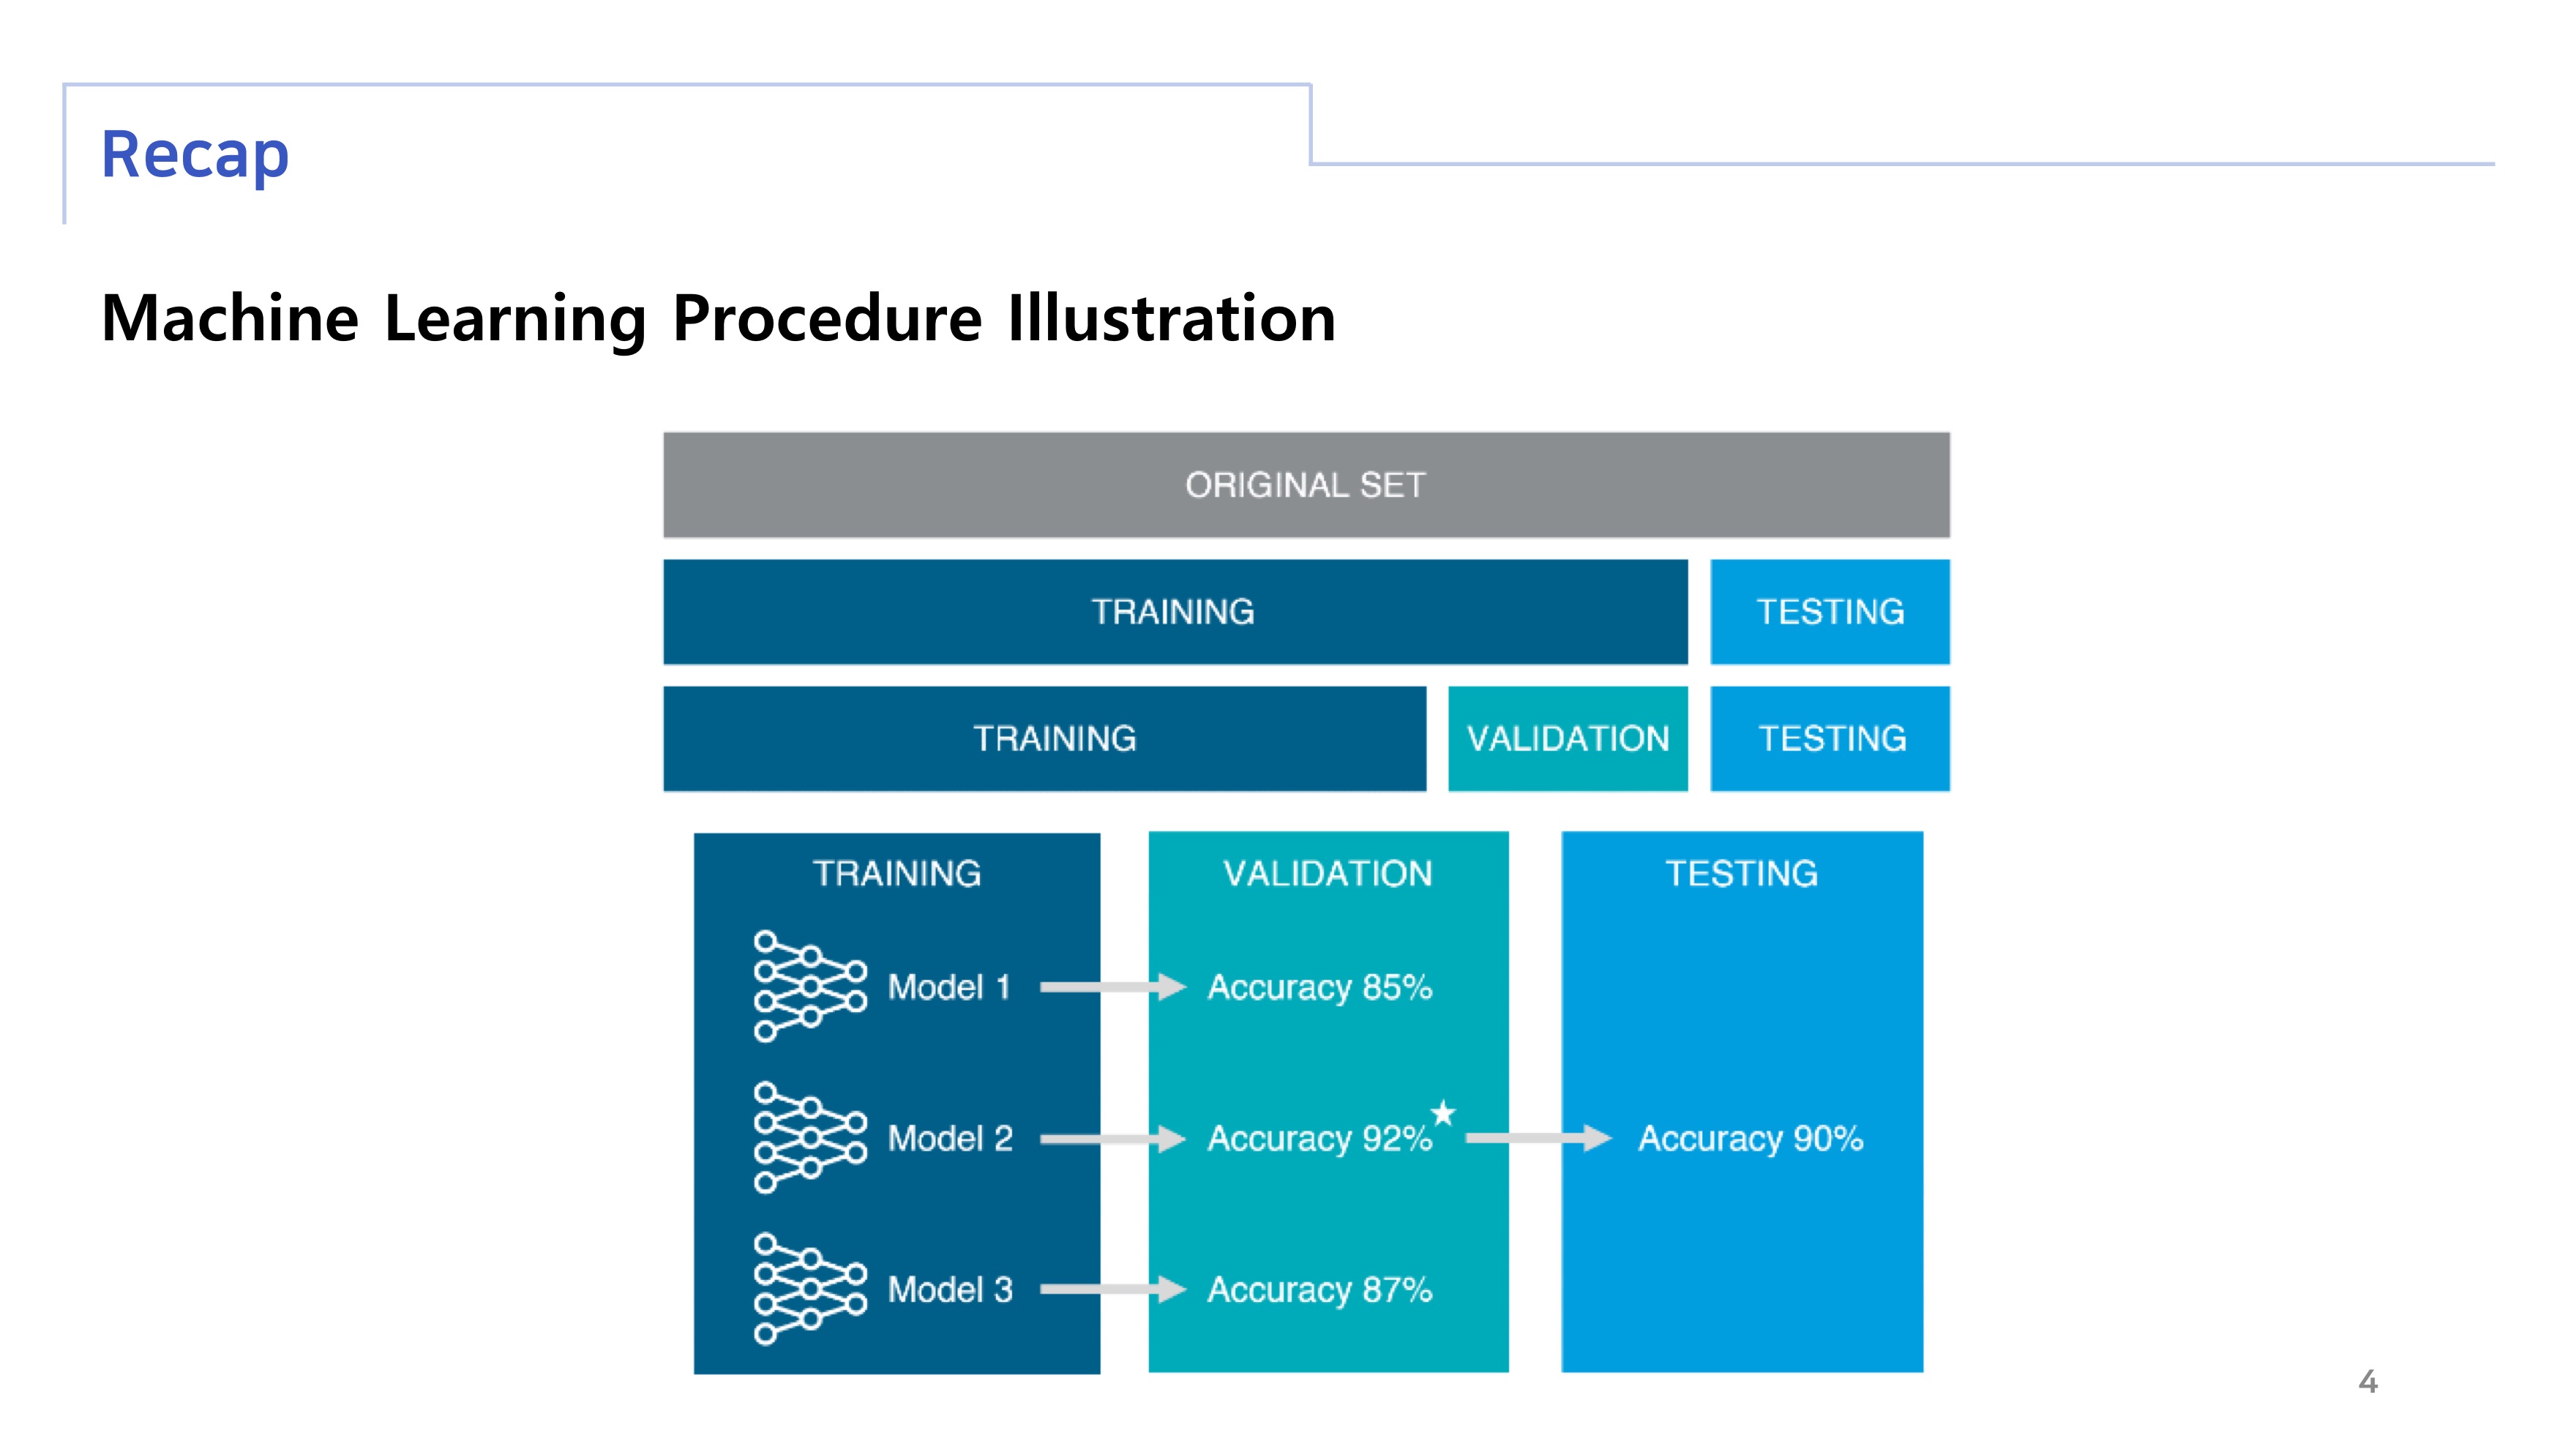 Recap
Machine Learning Procedure Illustration
ORIGINAL SET
TRAINING
TESTING
TRAINING
VALIDATION
TESTING
TRAINING
VALIDATION
TESTING
Model 1
Accuracy 85%
Model 2
Accuracy 92%
Accuracy 90%
Model 3
Accuracy 87%
4